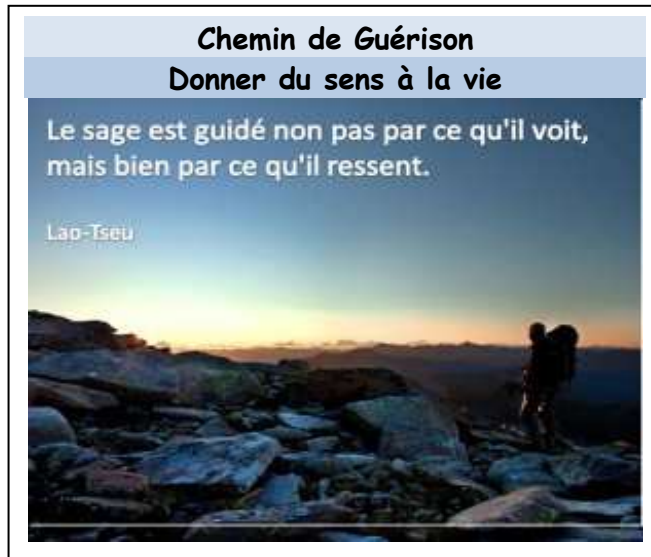 Chemin de Guérison
Donner du sens à la vie
Le sage est guidé non pas par ce qu'il voit,
mais bien par ce qu'il ressent.
Lao-Tseu